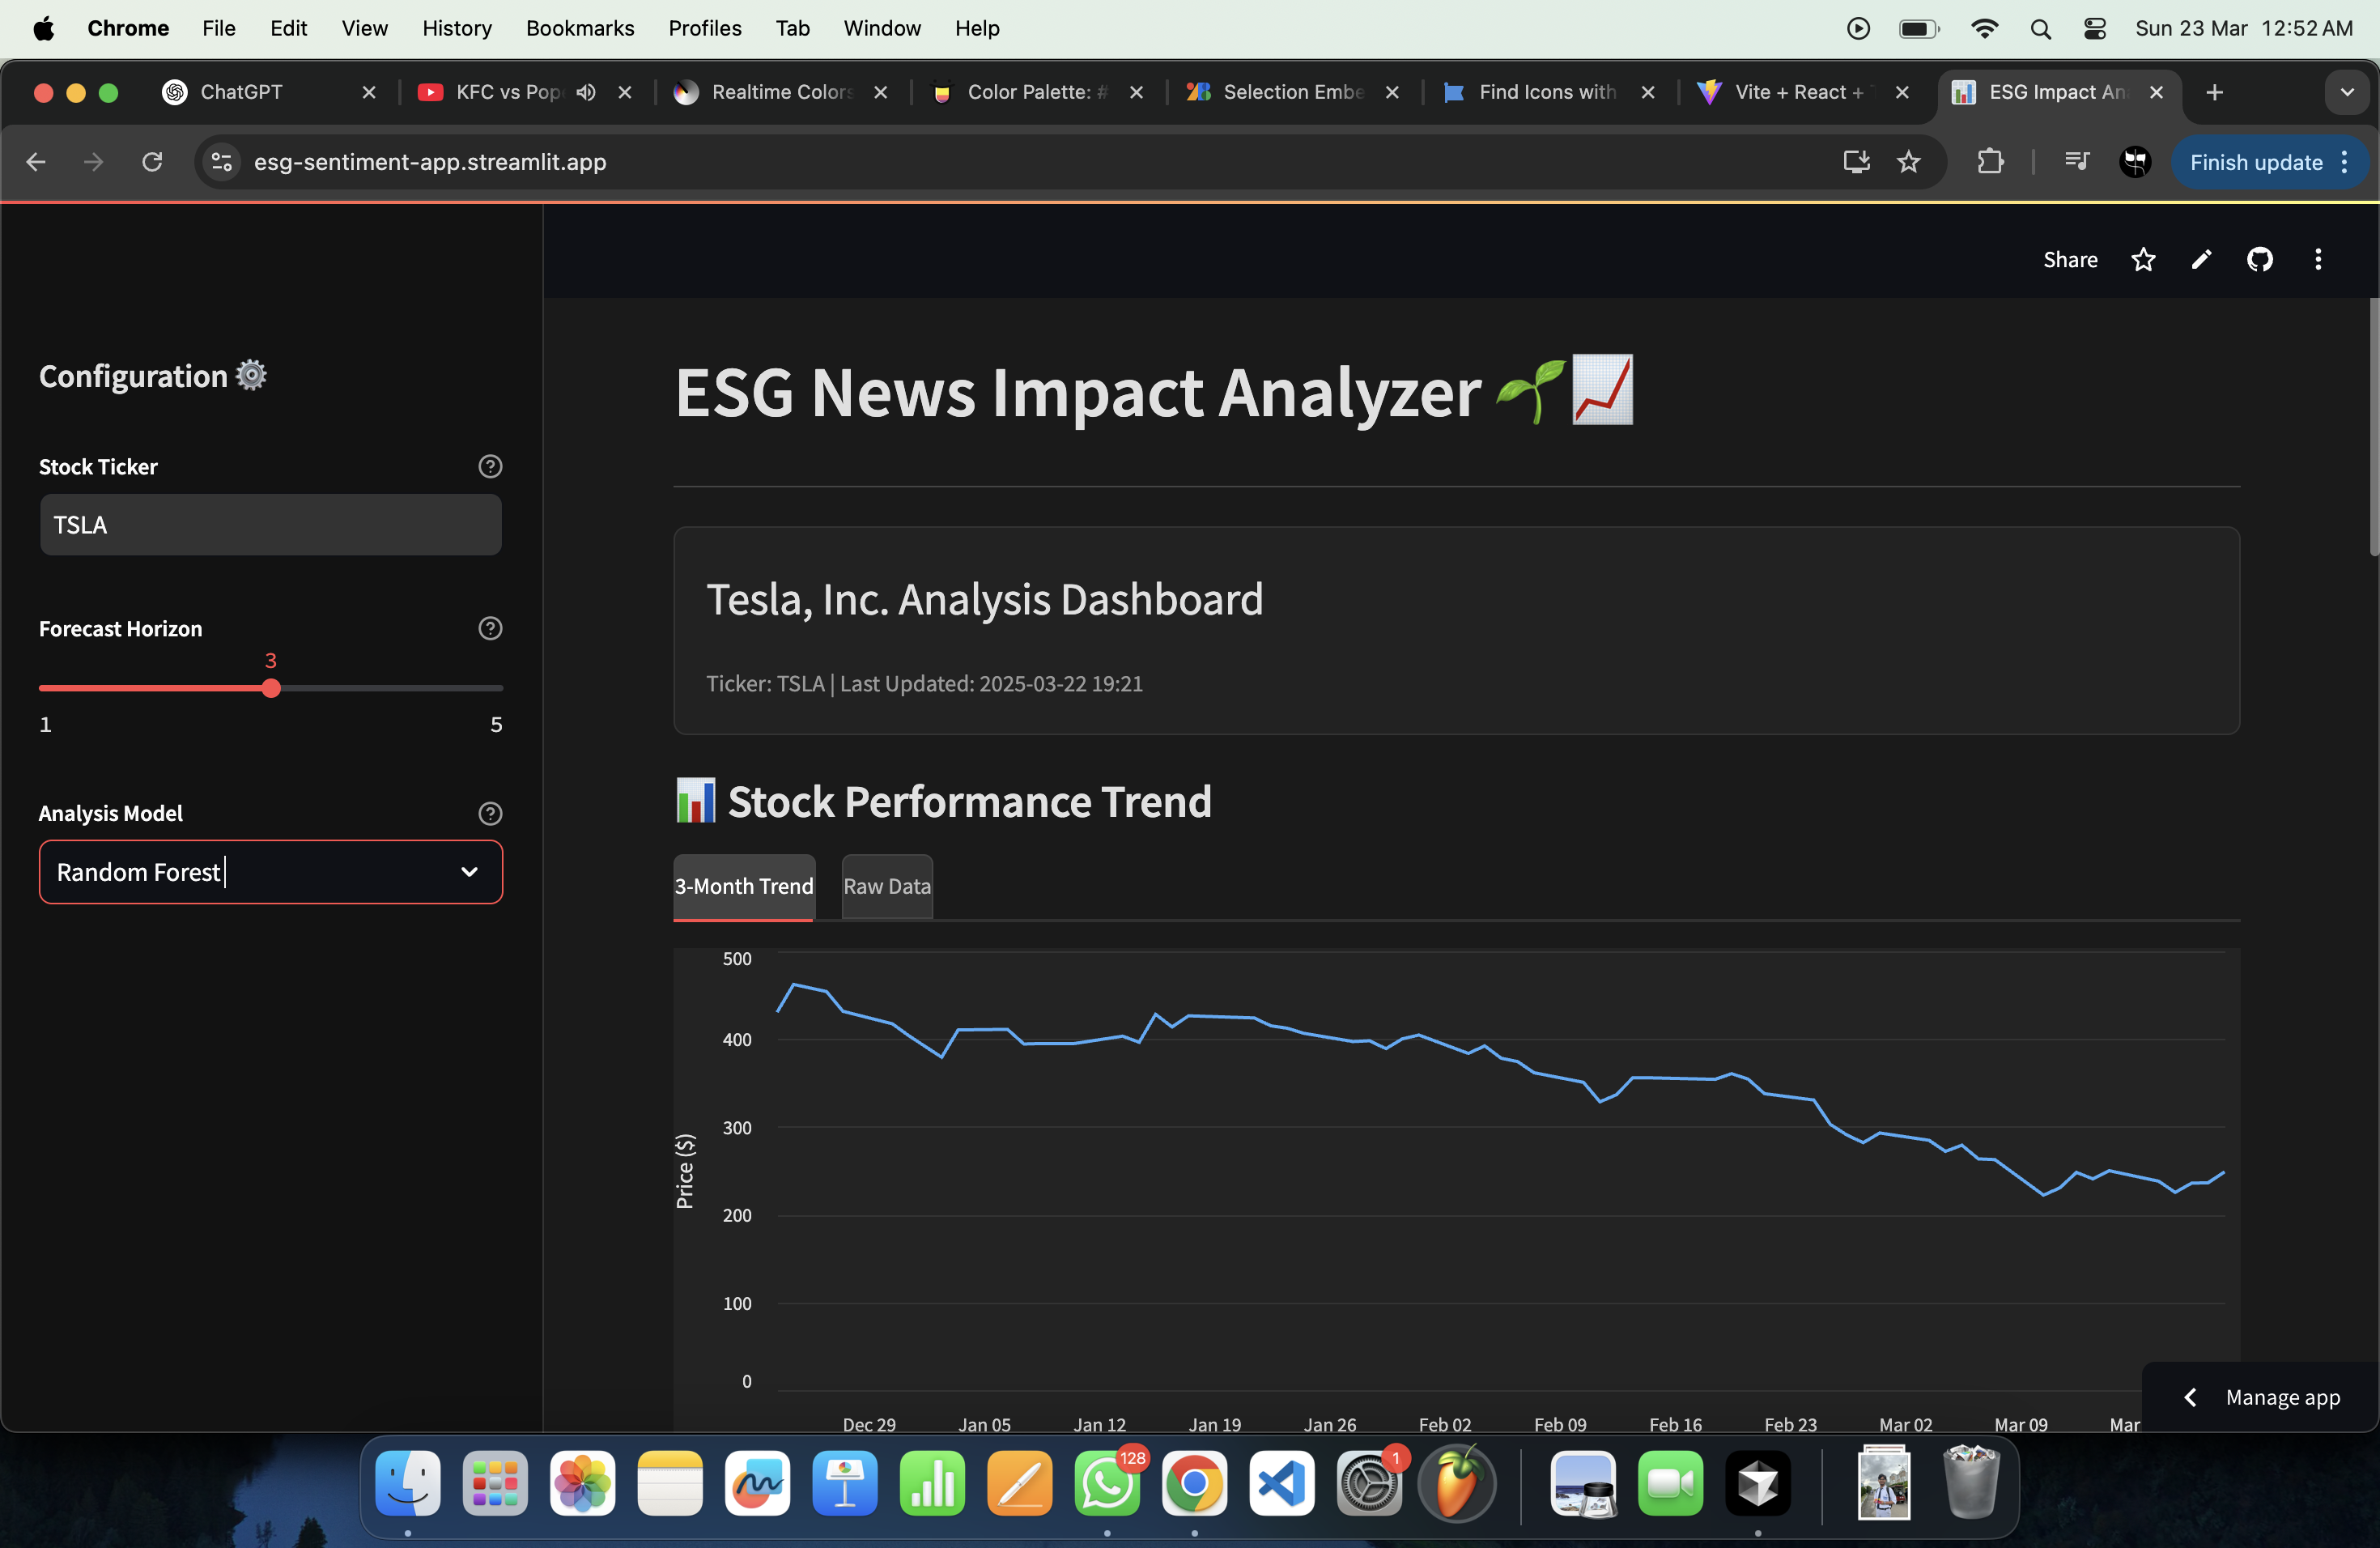 Chrome File Edit View History Bookmarks Profiles Tab Window Help Sun 23 Mar 12:52 AM
ChatGPT KFC vs Pop Realtime Colors Color Palette: # Selection Embe Find Icons with Vite + React + ESG Impact An
esg-sentiment-app.streamlit.app Finish update
Share
Configuration
Stock Ticker
TSLA
Forecast Horizon
3
1 5
Analysis Model
Random Forest
ESG News Impact Analyzer
Tesla, Inc. Analysis Dashboard
Ticker: TSLA | Last Updated: 2025-03-22 19:21
Stock Performance Trend
3-Month Trend Raw Data
500
400
300
200
100
0
Price ($)
Dec 29 Jan 05 Jan 12 Jan 19 Jan 26 Feb 02 Feb 09 Feb 16 Feb 23 Mar 02 Mar 09 Mar
Manage app
128
1